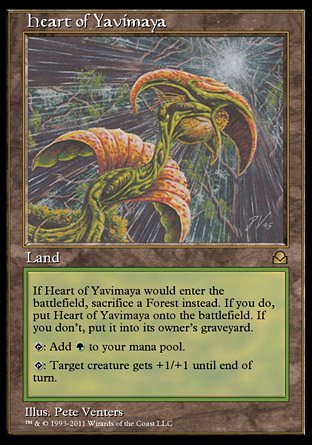 Heart of Yavimaya
PV 95
Land
If Heart of Yavimaya would enter the
battlefield, sacrifice a Forest instead. If you do,
put Heart of Yavimaya onto the battlefield. If
you don't, put it into its owner's graveyard.
: Add to your mana pool.
: Target creature gets +1/+1 until end of
turn.
Illus. Pete Venters
™ & © 1993-2011 Wizards of the Coast LLC